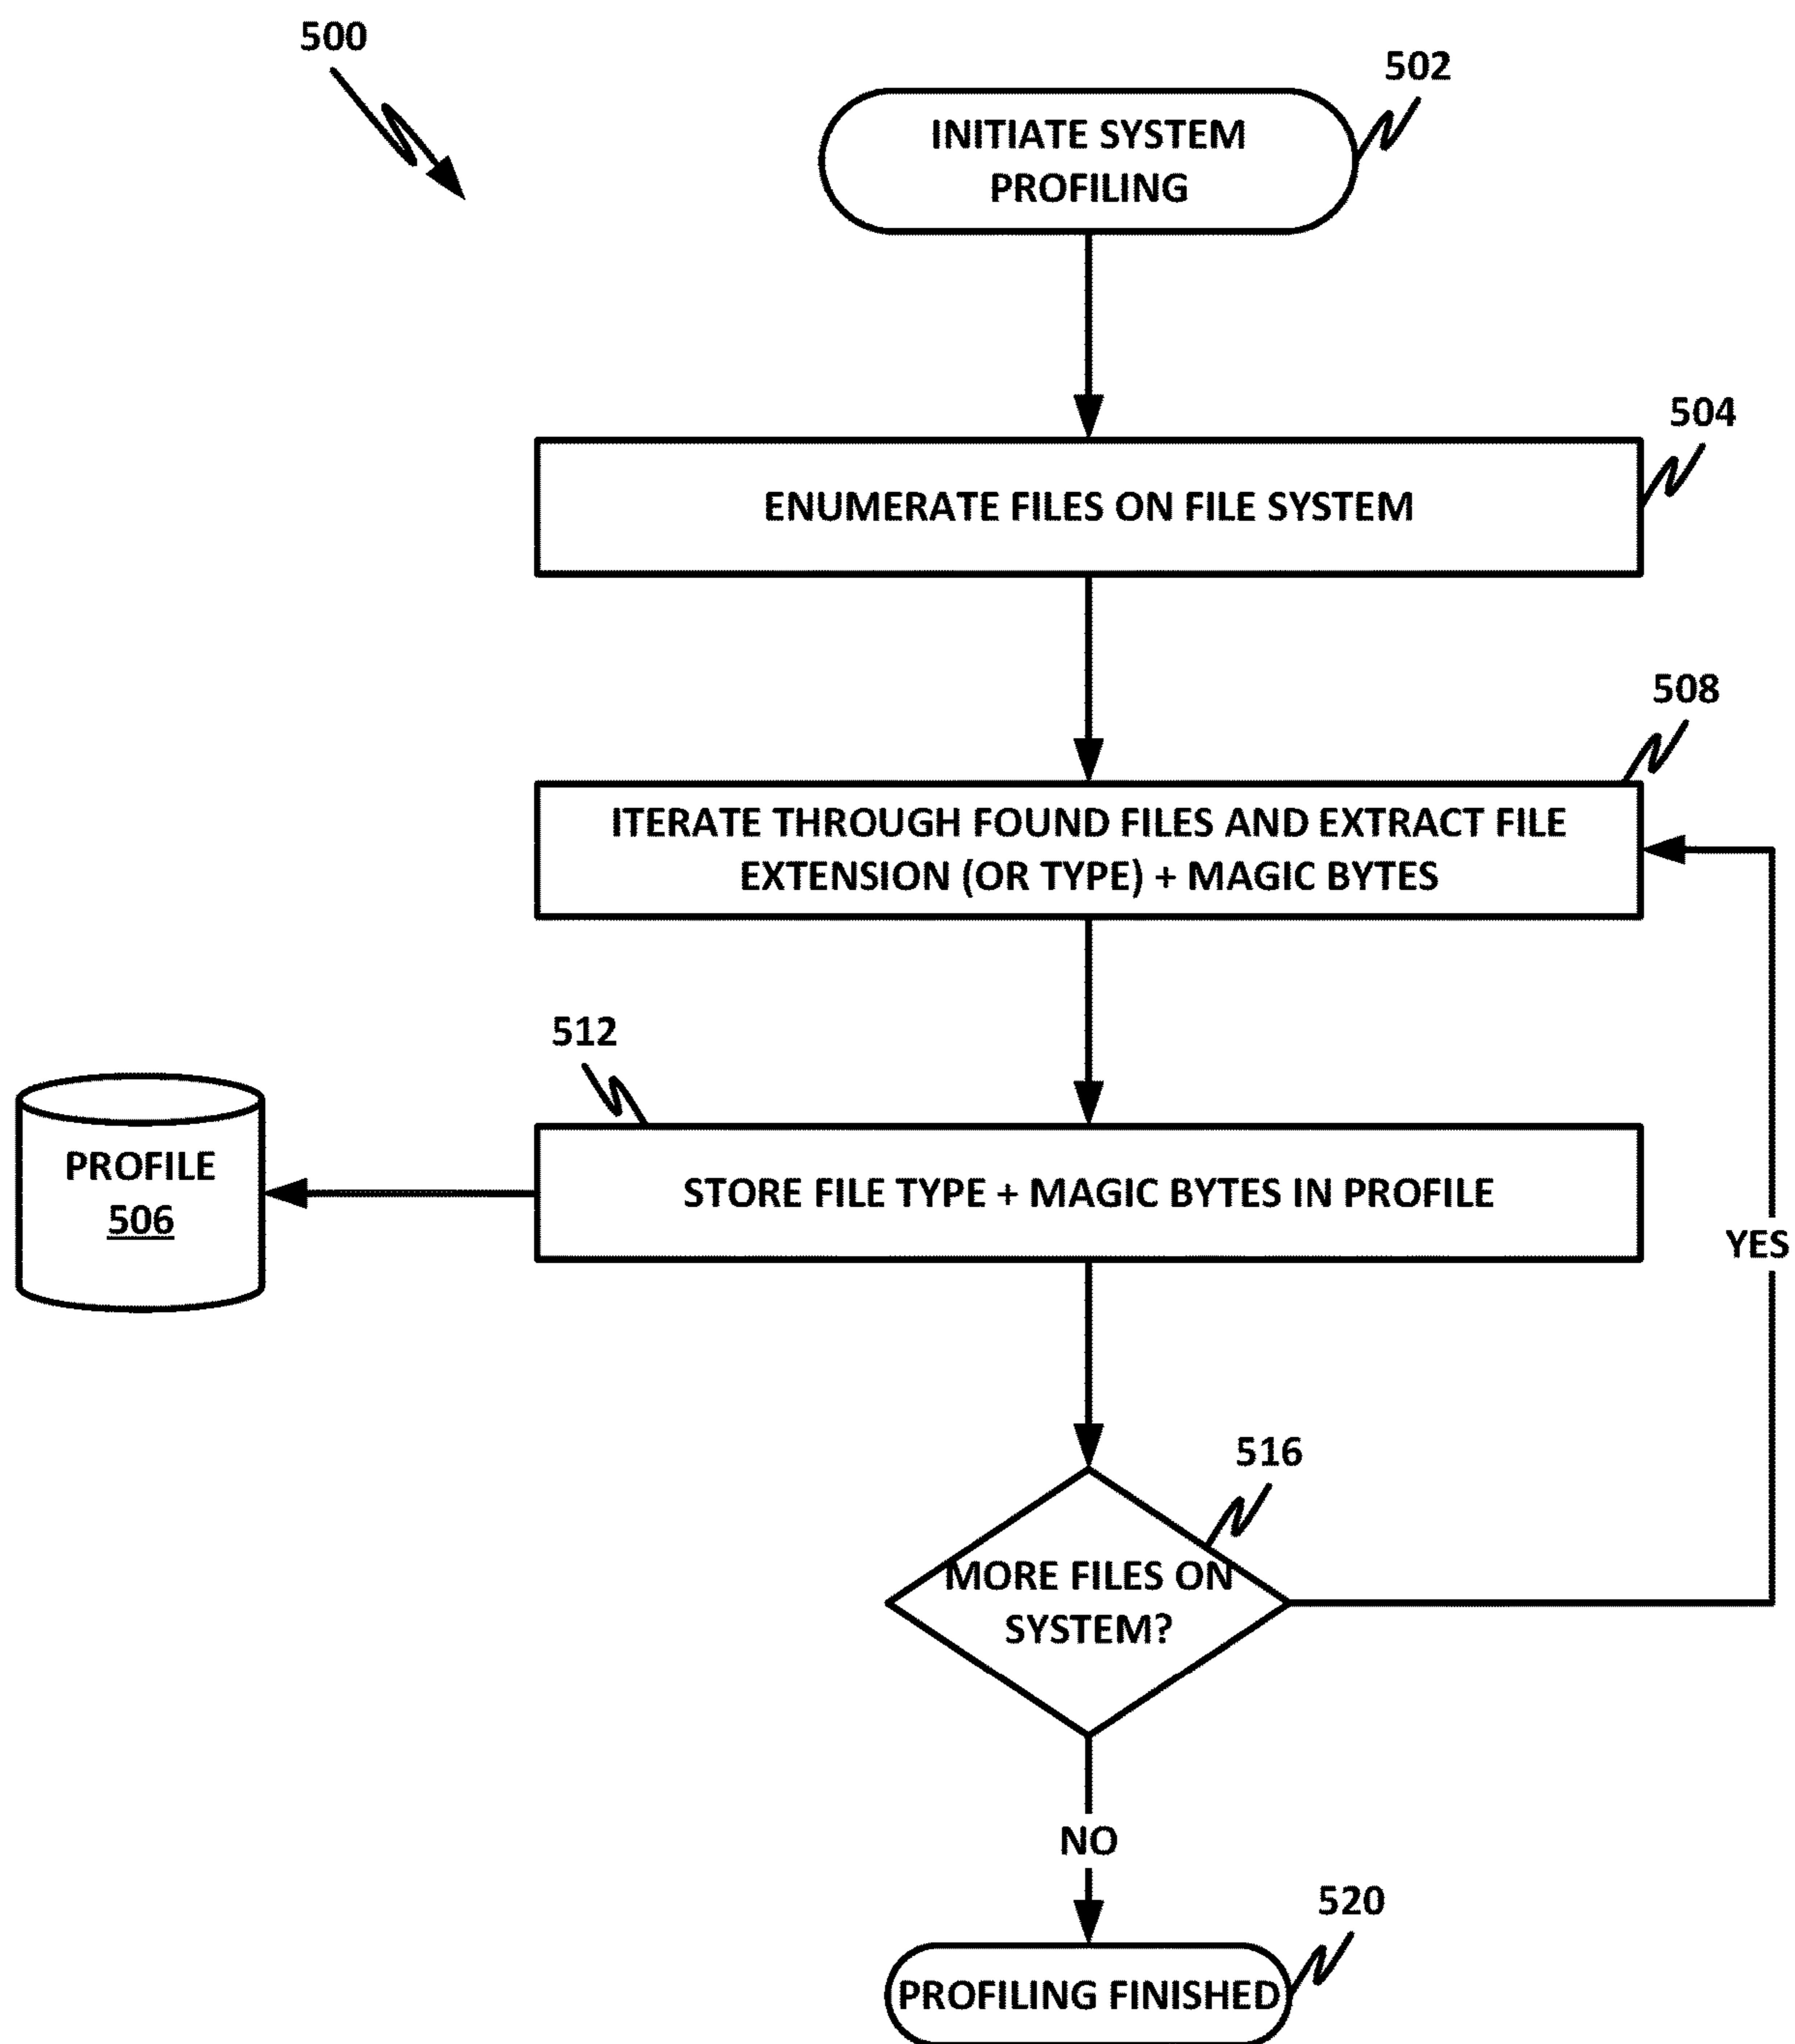 500
502
INITIATE SYSTEM
PROFILING
504
ENUMERATE FILES ON FILE SYSTEM
508
ITERATE THROUGH FOUND FILES AND EXTRACT FILE
EXTENSION (OR TYPE) + MAGIC BYTES
512
PROFILE
506
STORE FILE TYPE + MAGIC BYTES IN PROFILE
YES
516
MORE FILES ON
SYSTEM?
NO
520
PROFILING FINISHED